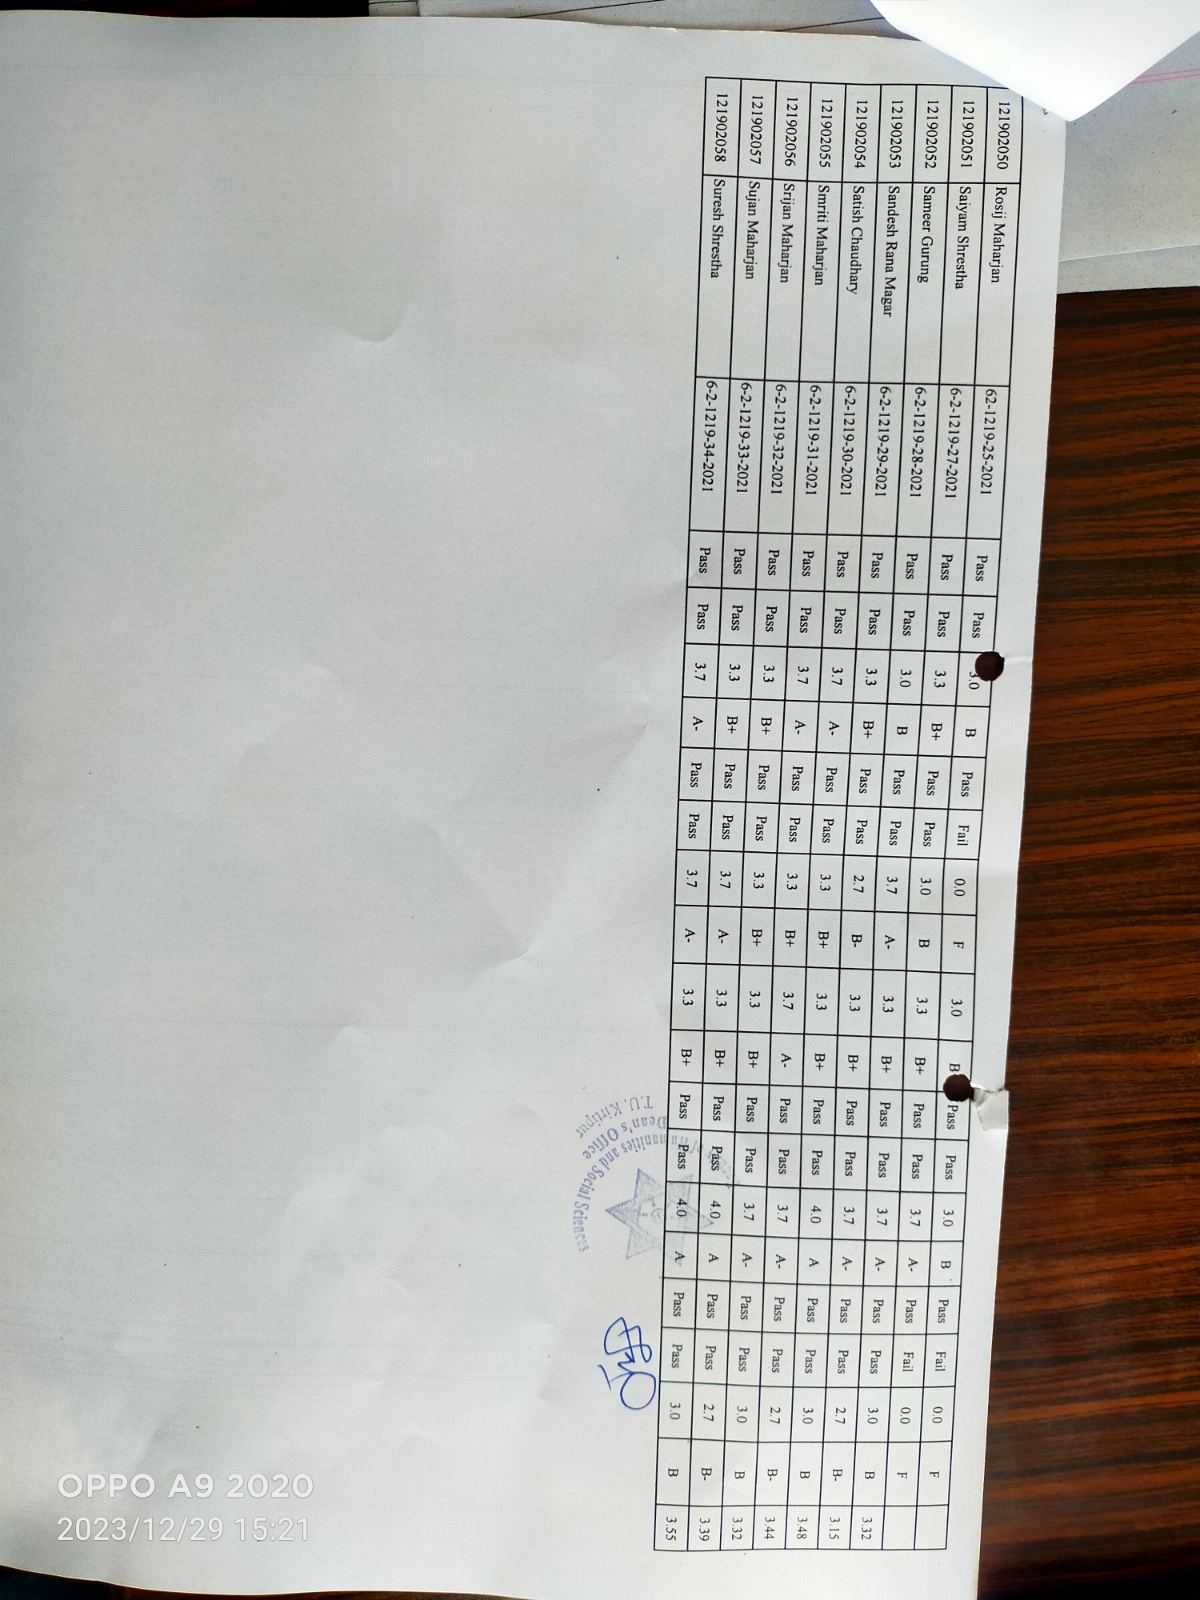 121902050 Rosij Maharjan 62-1219-25-2021 Pass Pass 3.0 B Pass Fail 0.0 F 3.0 B Pass Pass 3.0 B Pass Fail 0.0 F
121902051 Saiyam Shrestha 6-2-1219-27-2021 Pass Pass 3.3 B+ Pass Pass 3.0 B 3.3 B+ Pass Pass 3.7 A- Pass Fail 0.0 F
121902052 Sameer Gurung 6-2-1219-28-2021 Pass Pass 3.0 B Pass Pass 3.7 A- 3.3 B+ Pass Pass 3.7 A- Pass Pass 3.0 B 3.32
121902053 Sandesh Rana Magar 6-2-1219-29-2021 Pass Pass 3.3 B+ Pass Pass 2.7 B- 3.3 B+ Pass Pass 3.7 A- Pass Pass 2.7 B- 3.15
121902054 Satish Chaudhary 6-2-1219-30-2021 Pass Pass 3.7 A- Pass Pass 3.3 B+ 3.3 B+ Pass Pass 4.0 A Pass Pass 3.0 B 3.48
121902055 Smriti Maharjan 6-2-1219-31-2021 Pass Pass 3.7 A- Pass Pass 3.3 B+ 3.7 A- Pass Pass 3.7 A- Pass Pass 2.7 B- 3.44
121902056 Srijan Maharjan 6-2-1219-32-2021 Pass Pass 3.3 B+ Pass Pass 3.3 B+ 3.3 B+ Pass Pass 3.7 A- Pass Pass 3.0 B 3.32
121902057 Sujan Maharjan 6-2-1219-33-2021 Pass Pass 3.3 B+ Pass Pass 3.7 A- 3.3 B+ Pass Pass 4.0 A Pass Pass 2.7 B- 3.39
121902058 Suresh Shrestha 6-2-1219-34-2021 Pass Pass 3.7 A- Pass Pass 3.7 A- 3.3 B+ Pass Pass 4.0 A Pass Pass 3.0 B 3.55
and Social Sciences
Dean's Office
T.U. Kirtipur
OPPO A9 2020
2023/12/29 15:21